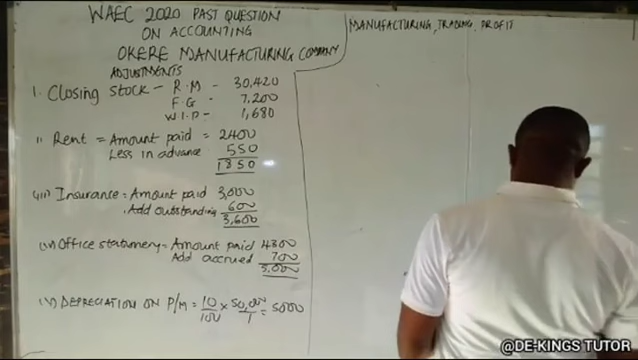 WAEC 2020 PAST QUESTION
ON ACCOUNTING
OKERE MANUFACTURING COMPANY
ADJUSTMENTS
I. Closing stock - R.M - 30,420
F.G - 7,200
W.I.P - 1,680
II Rent = Amount paid = 2400
Less in advance 550
1850
(III) Insurance = Amount paid 3,000
Add outstanding 600
3,600
(IV) Office stationery = Amount paid 4300
Add accrued 700
5,000
(V) DEPRECIATION ON P/M = 10/100 × 50,000/1 = 5000
MANUFACTURING, TRADING, PROFIT
@DE-KINGS TUTOR